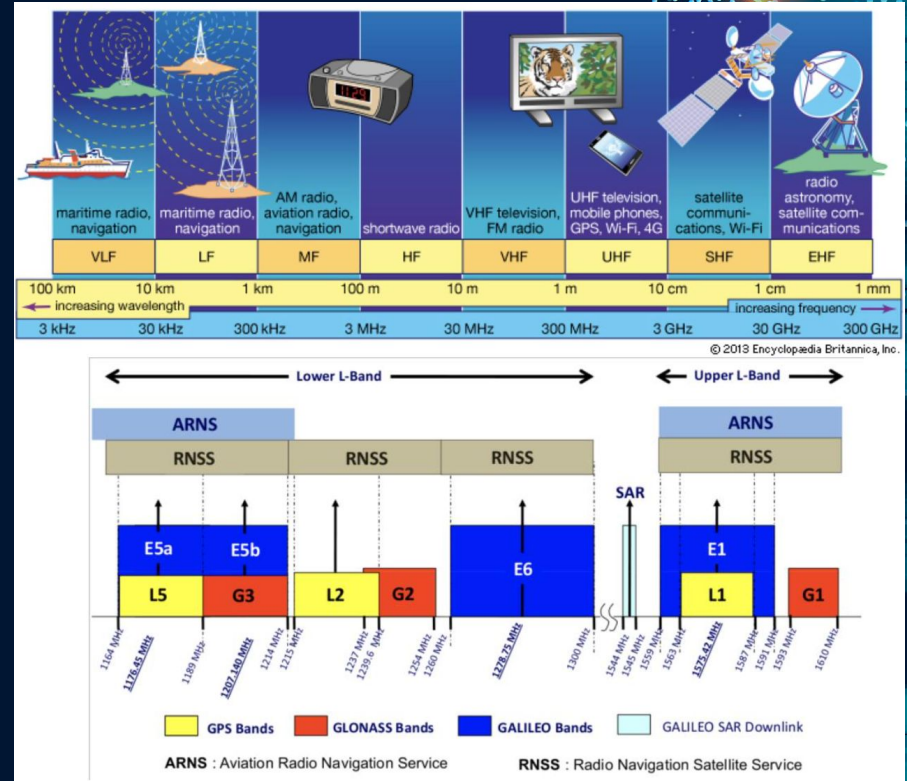 11:29
maritime radio,
navigation
maritime radio,
navigation
AM radio,
aviation radio,
navigation
shortwave radio
VHF television,
FM radio
UHF television,
mobile phones,
GPS, Wi-Fi, 4G
satellite
communi-
cations, Wi-Fi
radio
astronomy,
satellite com-
munications
VLF LF MF HF VHF UHF SHF EHF
100 km 10 km 1 km 100 m 10 m 1 m 10 cm 1 cm 1 mm
increasing wavelength increasing frequency
3 kHz 30 kHz 300 kHz 3 MHz 30 MHz 300 MHz 3 GHz 30 GHz 300 GHz
© 2013 Encyclopædia Britannica, Inc.
Lower L-Band Upper L-Band
ARNS ARNS
RNSS RNSS RNSS RNSS
SAR
E5a E5b E6 E1
L5 G3 L2 G2 L1 G1
1164 MHz 1176.45 MHz 1189 MHz 1207.140 MHz 1214 MHz 1215 MHz 1237 MHz 1239.6 MHz 1254 MHz 1260 MHz 1278.75 MHz 1300 MHz 1544 MHz 1545 MHz 1559 MHz 1563 MHz 1575.42 MHz 1587 MHz 1591 MHz 1593 MHz 1610 MHz
GPS Bands GLONASS Bands GALILEO Bands GALILEO SAR Downlink
ARNS : Aviation Radio Navigation Service RNSS : Radio Navigation Satellite Service